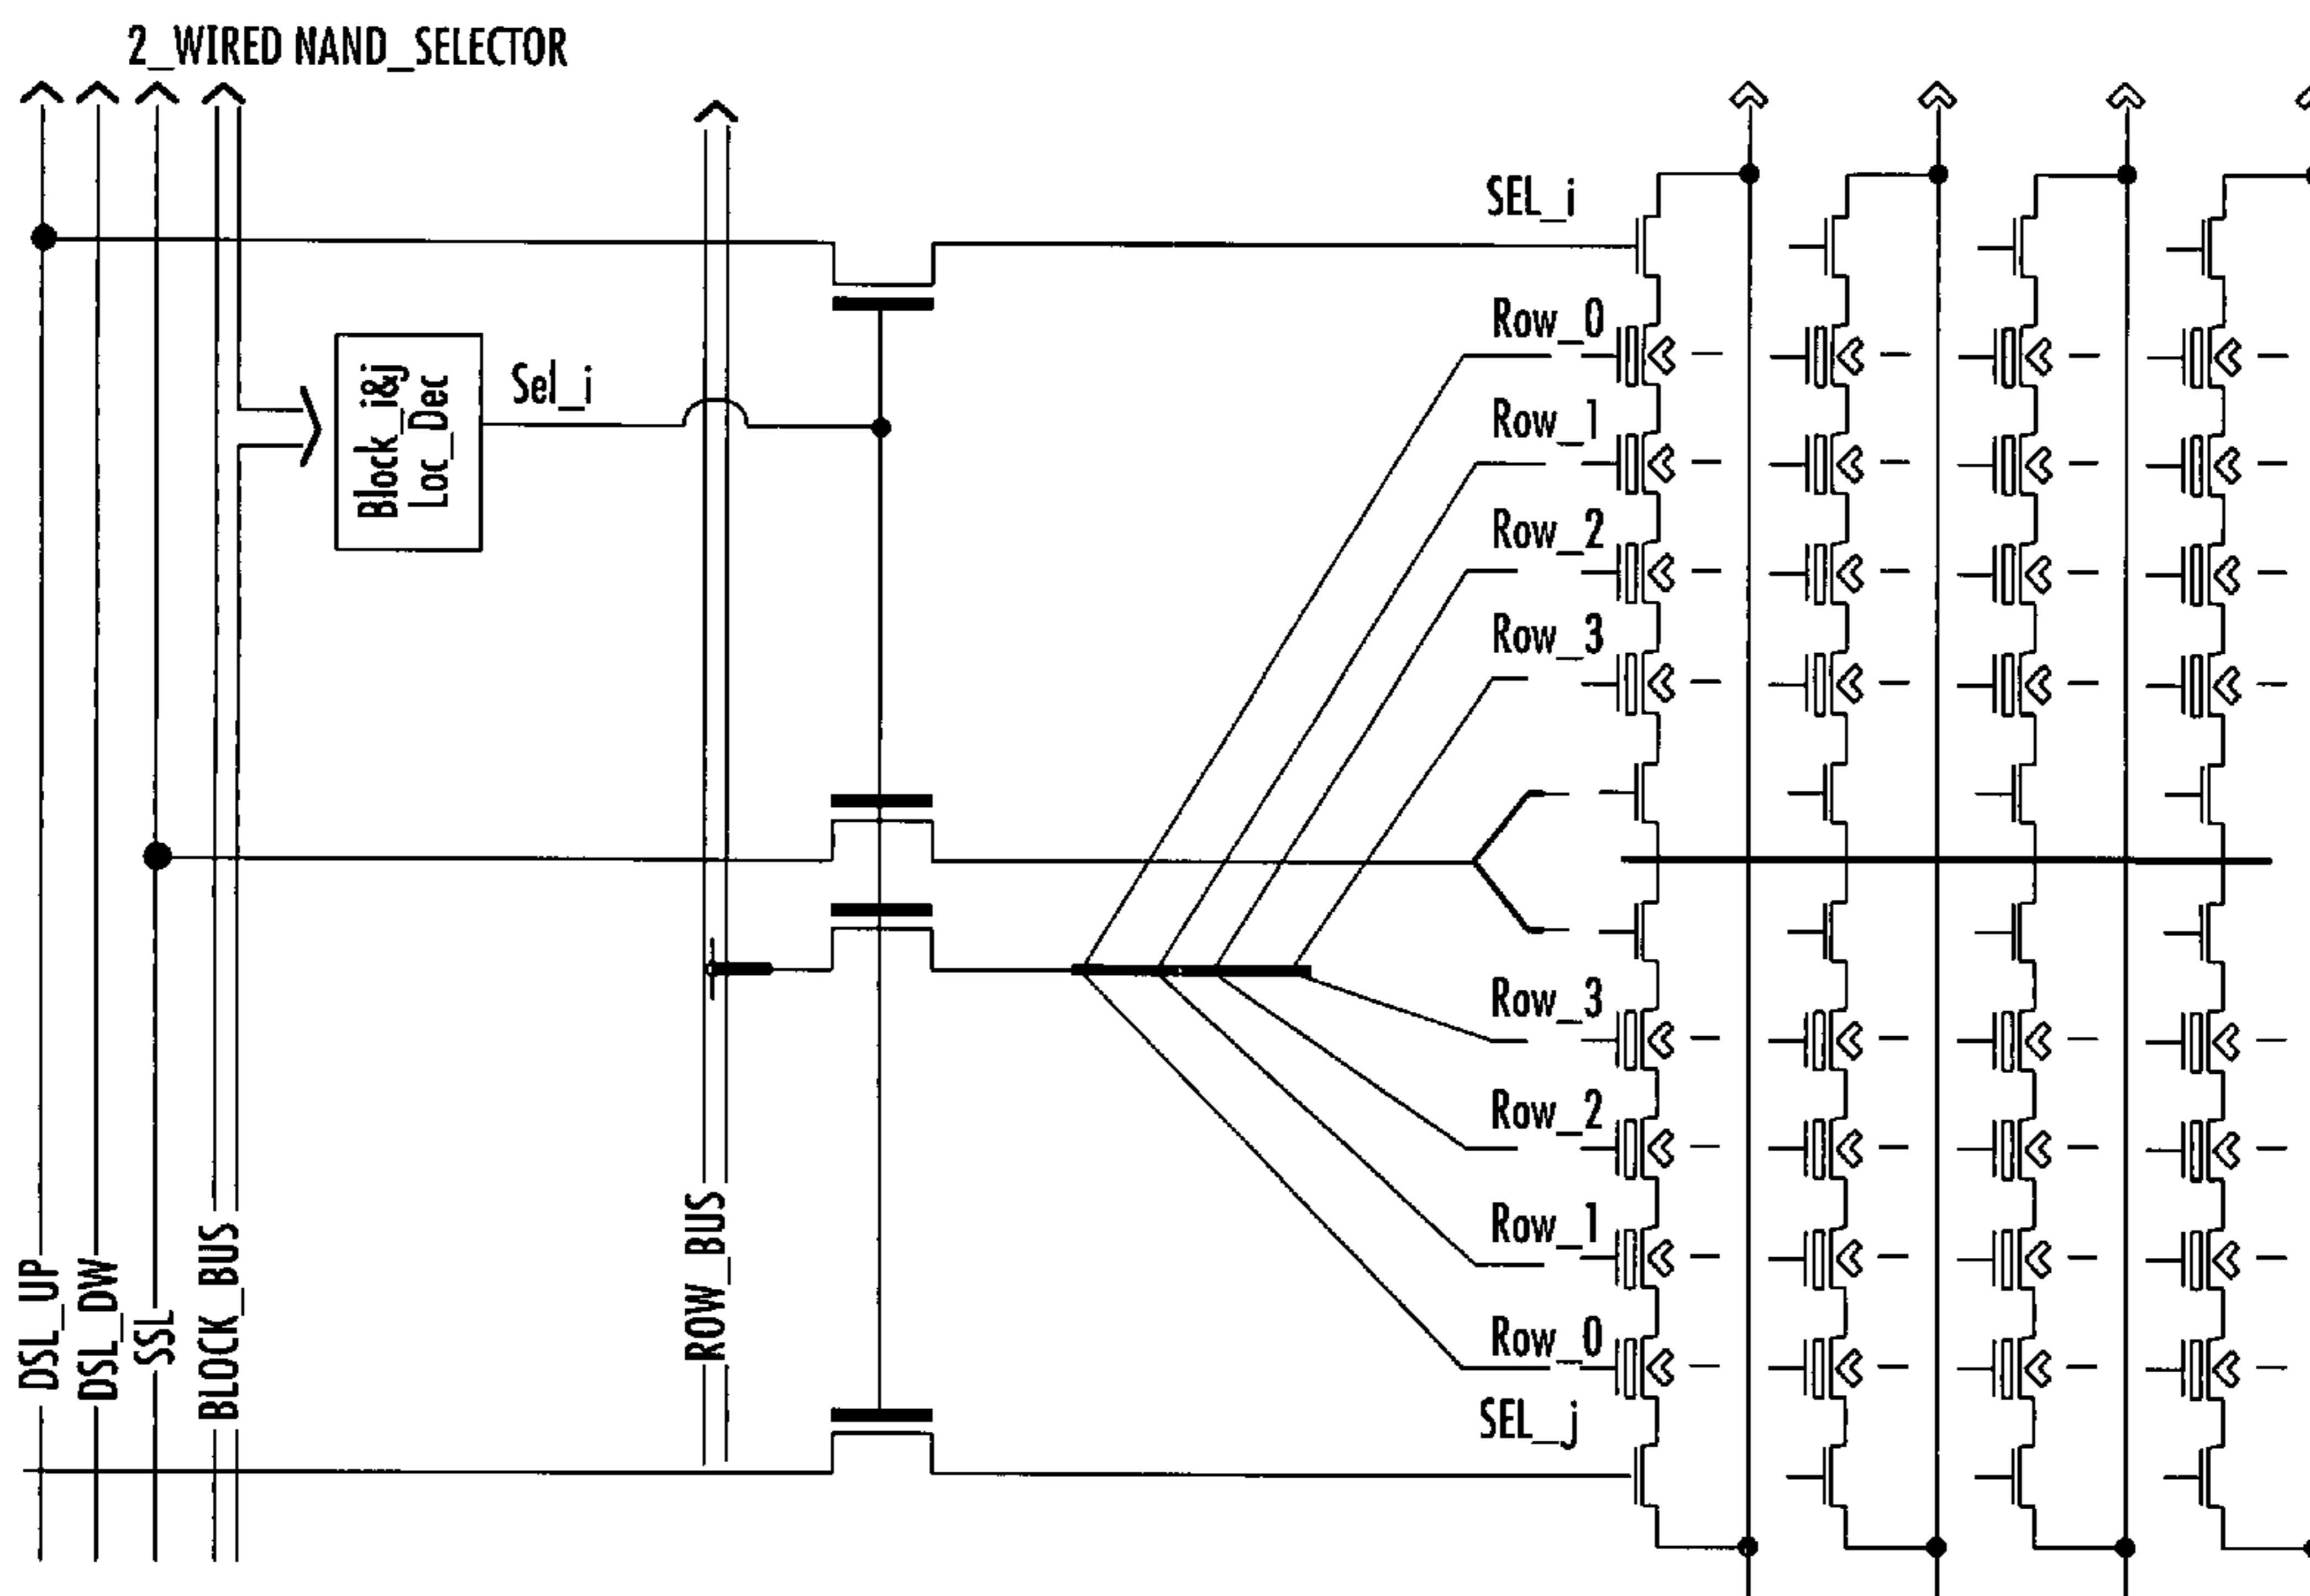 2_WIRED NAND_SELECTOR
SEL_i
Row_0
Sel_i
Block_i&j
Loc_Dec
Row_1
Row_2
Row_3
Row_3
Row_2
Row_1
Row_0
SEL_j
DSL_UP
DSL_DW
SSL
BLOCK_BUS
ROW_BUS